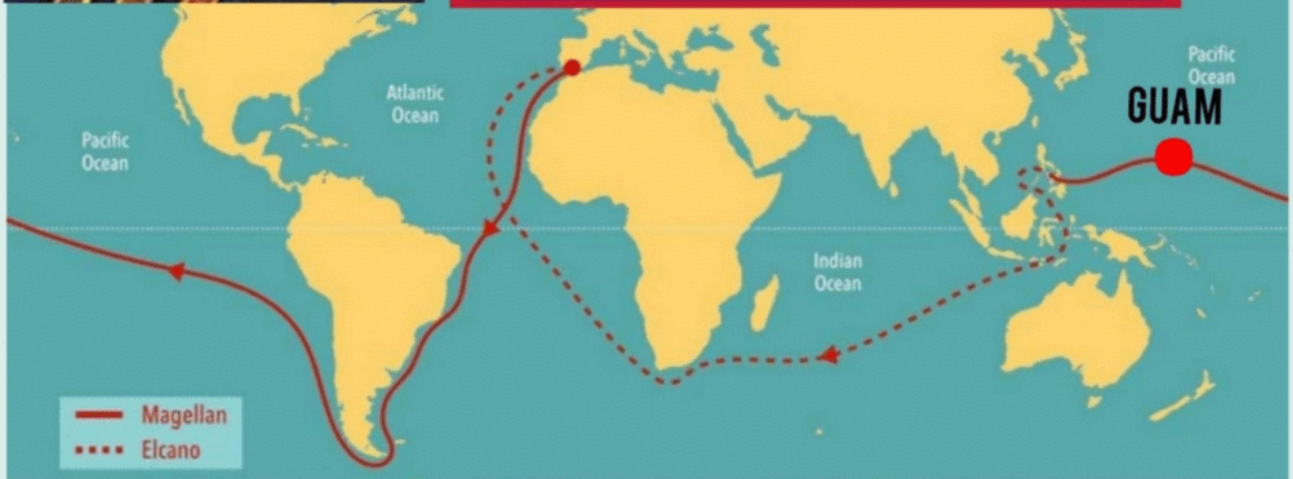 Pacific
Ocean
GUAM
Atlantic
Ocean
Pacific
Ocean
Indian
Ocean
Magellan
Elcano